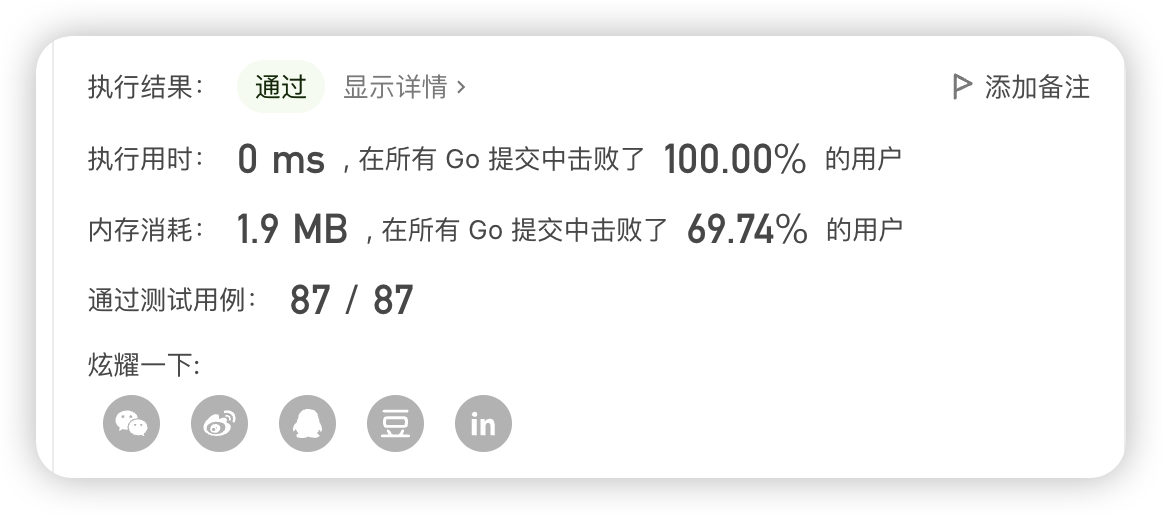 执行结果： 通过 显示详情 › 添加备注
执行用时： 0 ms , 在所有 Go 提交中击败了 100.00% 的用户
内存消耗： 1.9 MB , 在所有 Go 提交中击败了 69.74% 的用户
通过测试用例： 87 / 87
炫耀一下:
豆 in